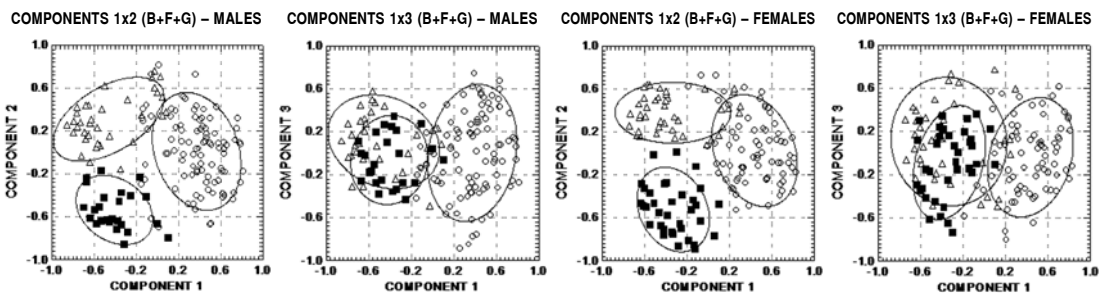 COMPONENTS 1x2 (B+F+G) – MALES
COMPONENTS 1x3 (B+F+G) – MALES
COMPONENTS 1x2 (B+F+G) – FEMALES
COMPONENTS 1x3 (B+F+G) – FEMALES
1.0
0.6
0.2
-0.2
-0.6
-1.0
COMPONENT 2
-1.0 -0.6 -0.2 0.2 0.6 1.0
COMPONENT 1
1.0
0.6
0.2
-0.2
-0.6
-1.0
COMPONENT 3
-1.0 -0.6 -0.2 0.2 0.6 1.0
COMPONENT 1
1.0
0.6
0.2
-0.2
-0.6
-1.0
COMPONENT 2
-1.0 -0.6 -0.2 0.2 0.6 1.0
COMPONENT 1
1.0
0.6
0.2
-0.2
-0.6
-1.0
COMPONENT 3
-1.0 -0.6 -0.2 0.2 0.6 1.0
COMPONENT 1